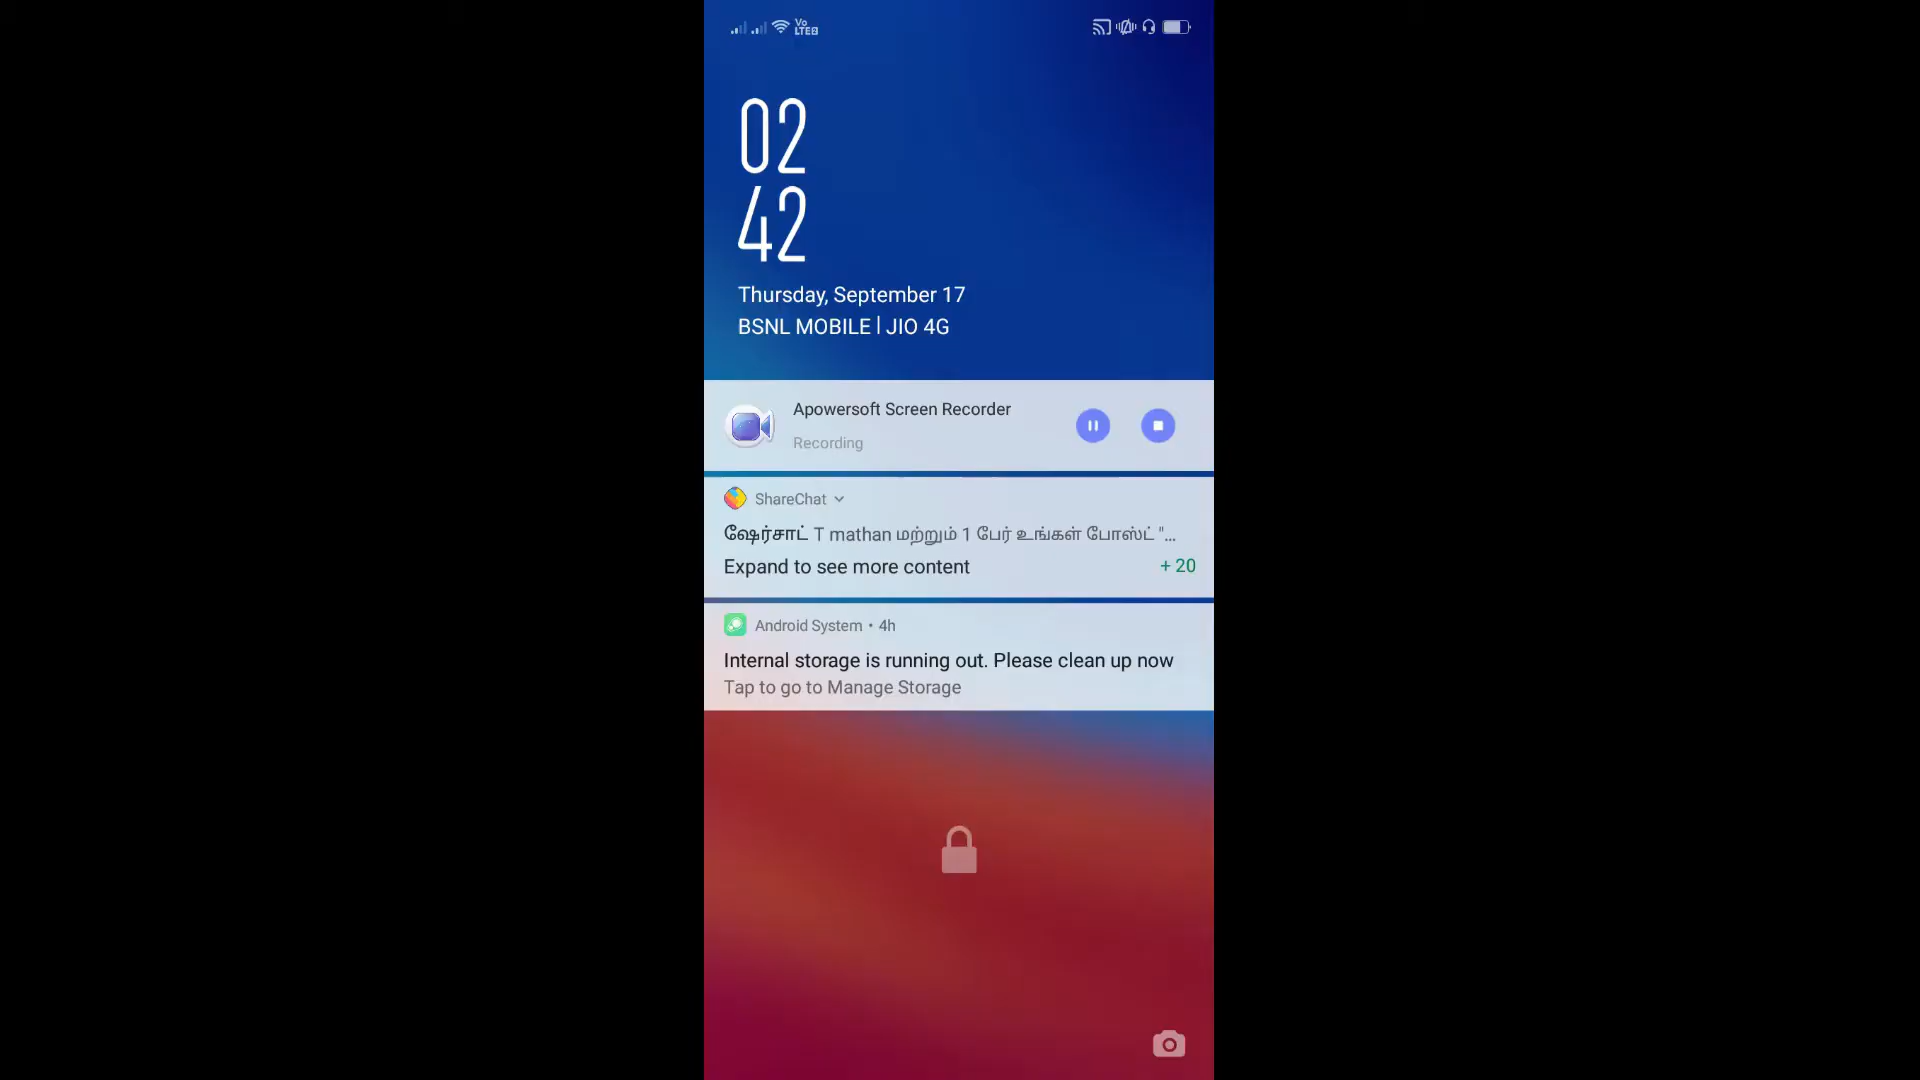 Vo
LTE2
02
42
Thursday, September 17
BSNL MOBILE | JIO 4G
Apowersoft Screen Recorder
Recording
ShareChat
ஷேர்சாட் T mathan மற்றும் 1 பேர் உங்கள் போஸ்ட் "...
Expand to see more content + 20
Android System • 4h
Internal storage is running out. Please clean up now
Tap to go to Manage Storage